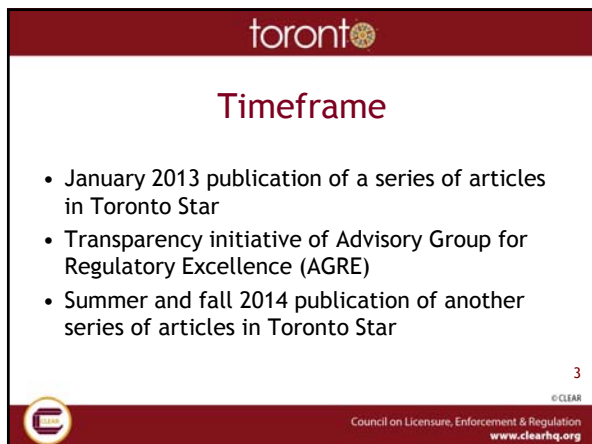 toronto
Timeframe
• January 2013 publication of a series of articles
in Toronto Star
• Transparency initiative of Advisory Group for
Regulatory Excellence (AGRE)
• Summer and fall 2014 publication of another
series of articles in Toronto Star
3
© CLEAR
CLEAR
Council on Licensure, Enforcement & Regulation
www.clearhq.org